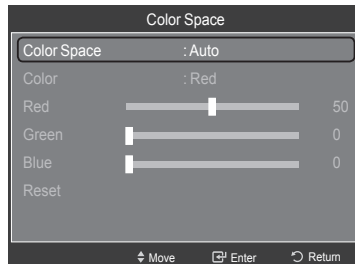 Color Space
Color Space : Auto
Color : Red
Red 50
Green 0
Blue 0
Reset
Move Enter Return